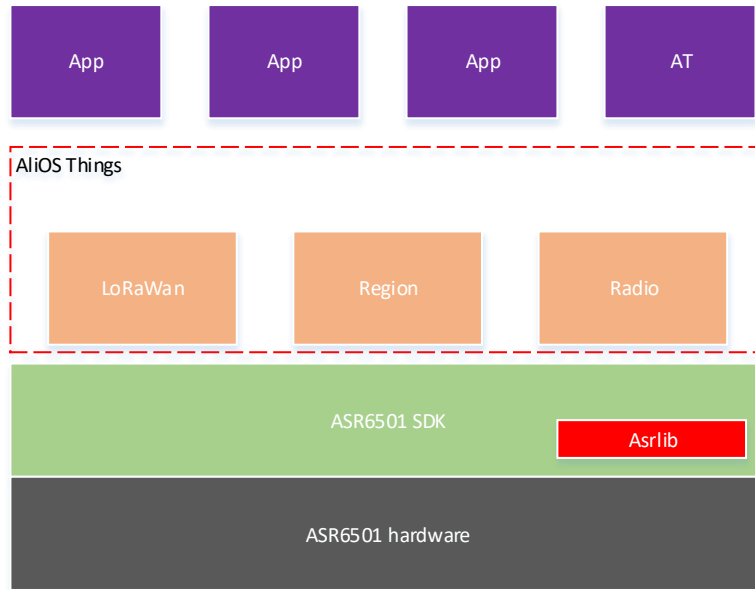 App App App AT
AliOS Things
LoRaWan Region Radio
ASR6501 SDK
Asrlib
ASR6501 hardware